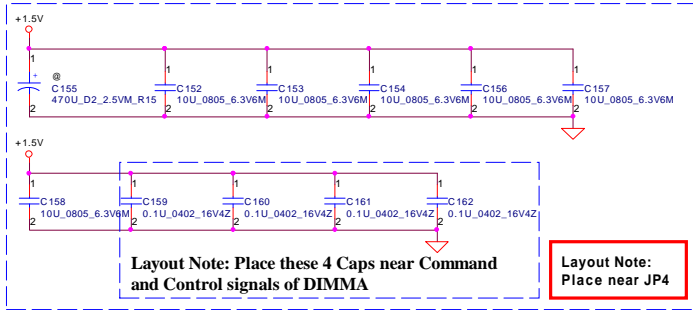 +1.5V
1
+ @
C155
470U_D2_2.5VM_R15
2
1
C152
10U_0805_6.3V6M
2
1
C153
10U_0805_6.3V6M
2
1
C154
10U_0805_6.3V6M
2
1
C156
10U_0805_6.3V6M
2
1
C157
10U_0805_6.3V6M
2
+1.5V
1
C158
10U_0805_6.3V6M
2
1
C159
0.1U_0402_16V4Z
2
1
C160
0.1U_0402_16V4Z
2
1
C161
0.1U_0402_16V4Z
2
1
C162
0.1U_0402_16V4Z
2
Layout Note: Place these 4 Caps near Command
and Control signals of DIMMA
Layout Note:
Place near JP4